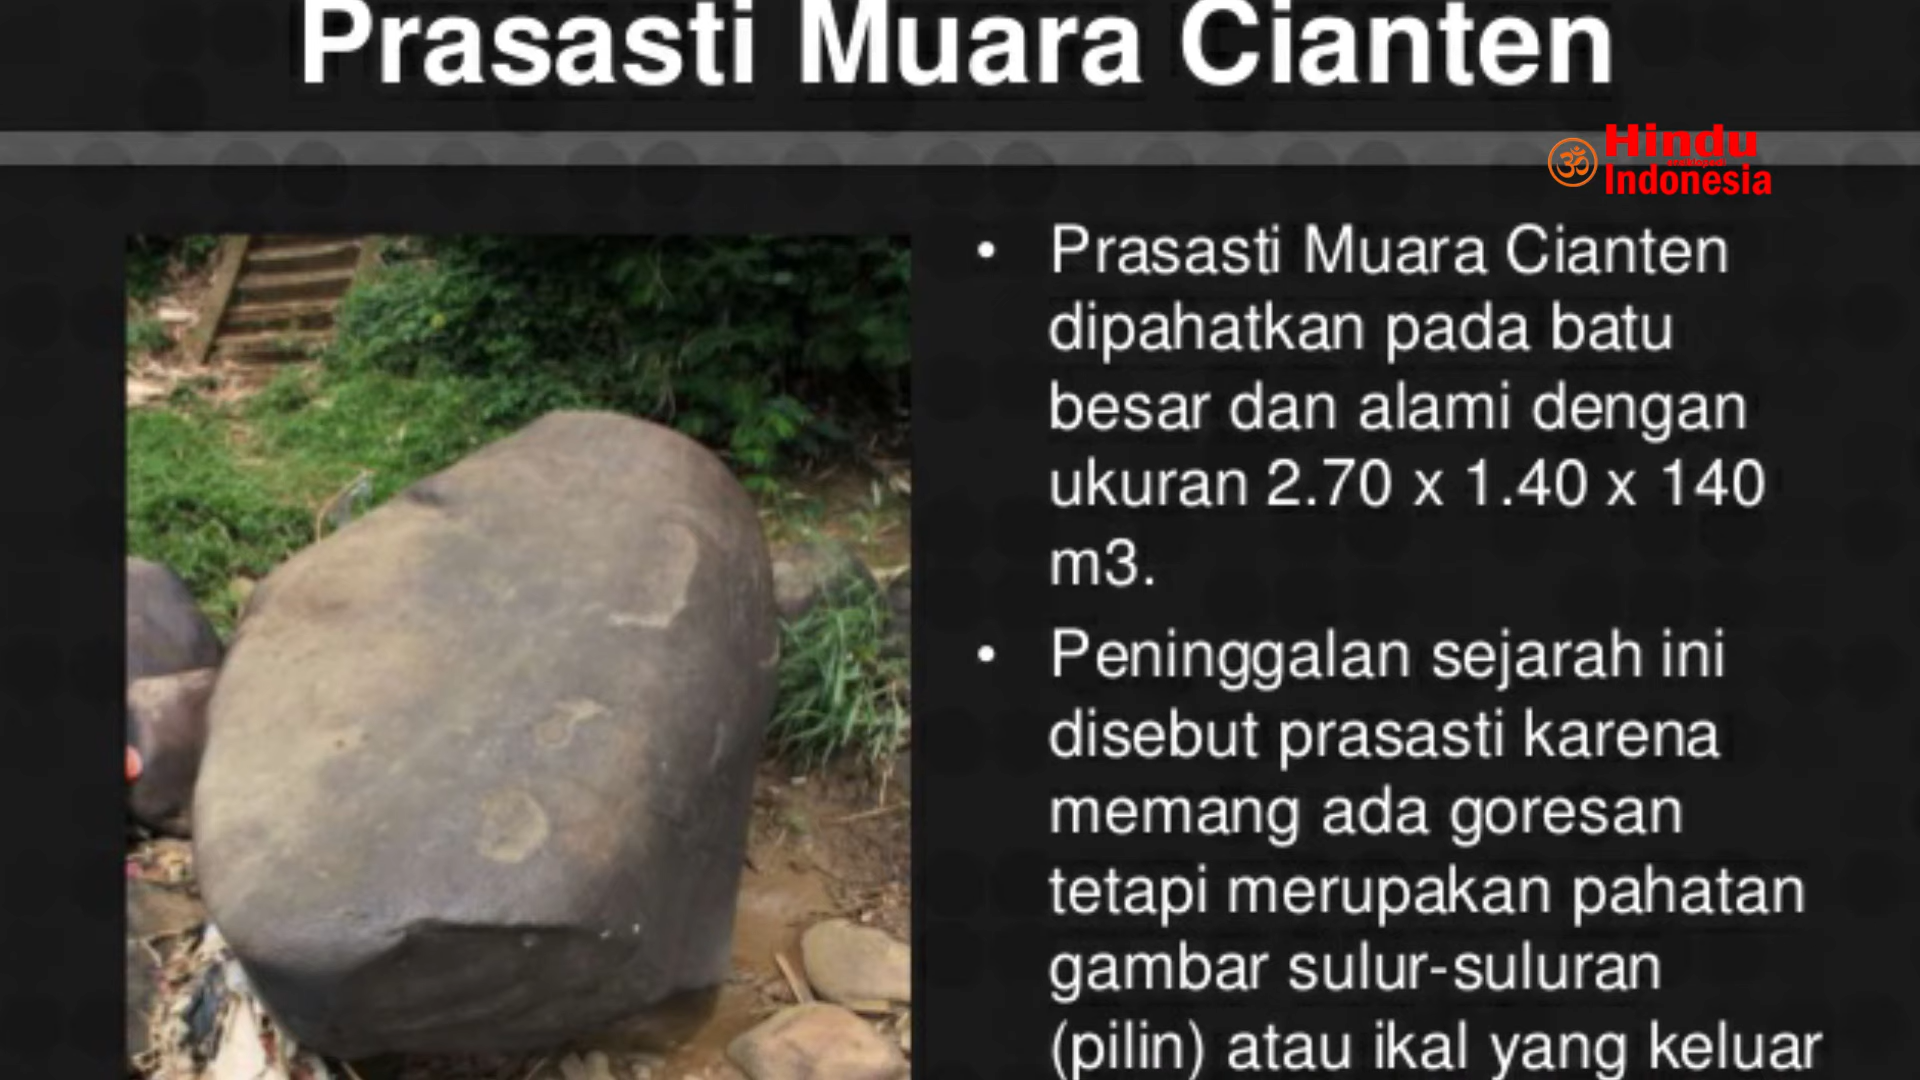 Prasasti Muara Cianten
Hindu
Indonesia
• Prasasti Muara Cianten
dipahatkan pada batu
besar dan alami dengan
ukuran 2.70 x 1.40 x 140
m3.
• Peninggalan sejarah ini
disebut prasasti karena
memang ada goresan
tetapi merupakan pahatan
gambar sulur-suluran
(pilin) atau ikal yang keluar